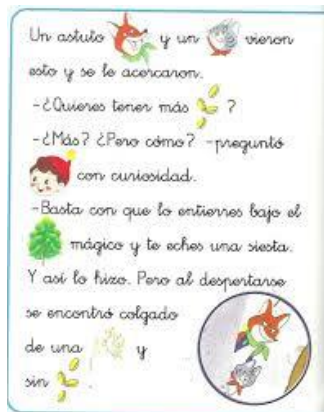 Un astuto y un vieron
esto y se le acercaron.
-¿Quieres tener más ?
-¿Más? ¿Pero cómo? -preguntó
con curiosidad.
-Basta con que lo entierres bajo el
mágico y te eches una siesta.
Y así lo hizo. Pero al despertarse
se encontró colgado
de una y
sin .